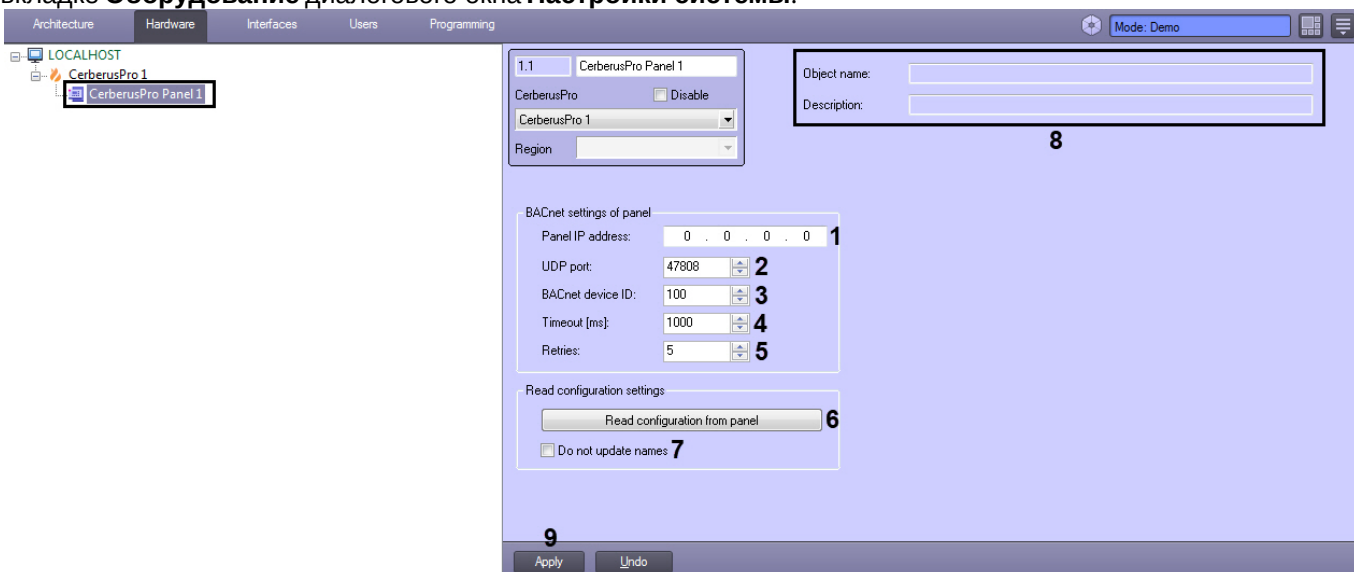 вкладке Оборудование диалогового окна Настройки системы.
Architecture Hardware Interfaces Users Programming Mode: Demo
LOCALHOST
CerberusPro 1
CerberusPro Panel 1
1.1 CerberusPro Panel 1
CerberusPro Disable
CerberusPro 1
Region
Object name:
Description:
8
BACnet settings of panel
Panel IP address: 0 . 0 . 0 . 0 1
UDP port: 47808 2
BACnet device ID: 100 3
Timeout [ms]: 1000 4
Retries: 5 5
Read configuration settings
Read configuration from panel 6
Do not update names 7
9
Apply Undo